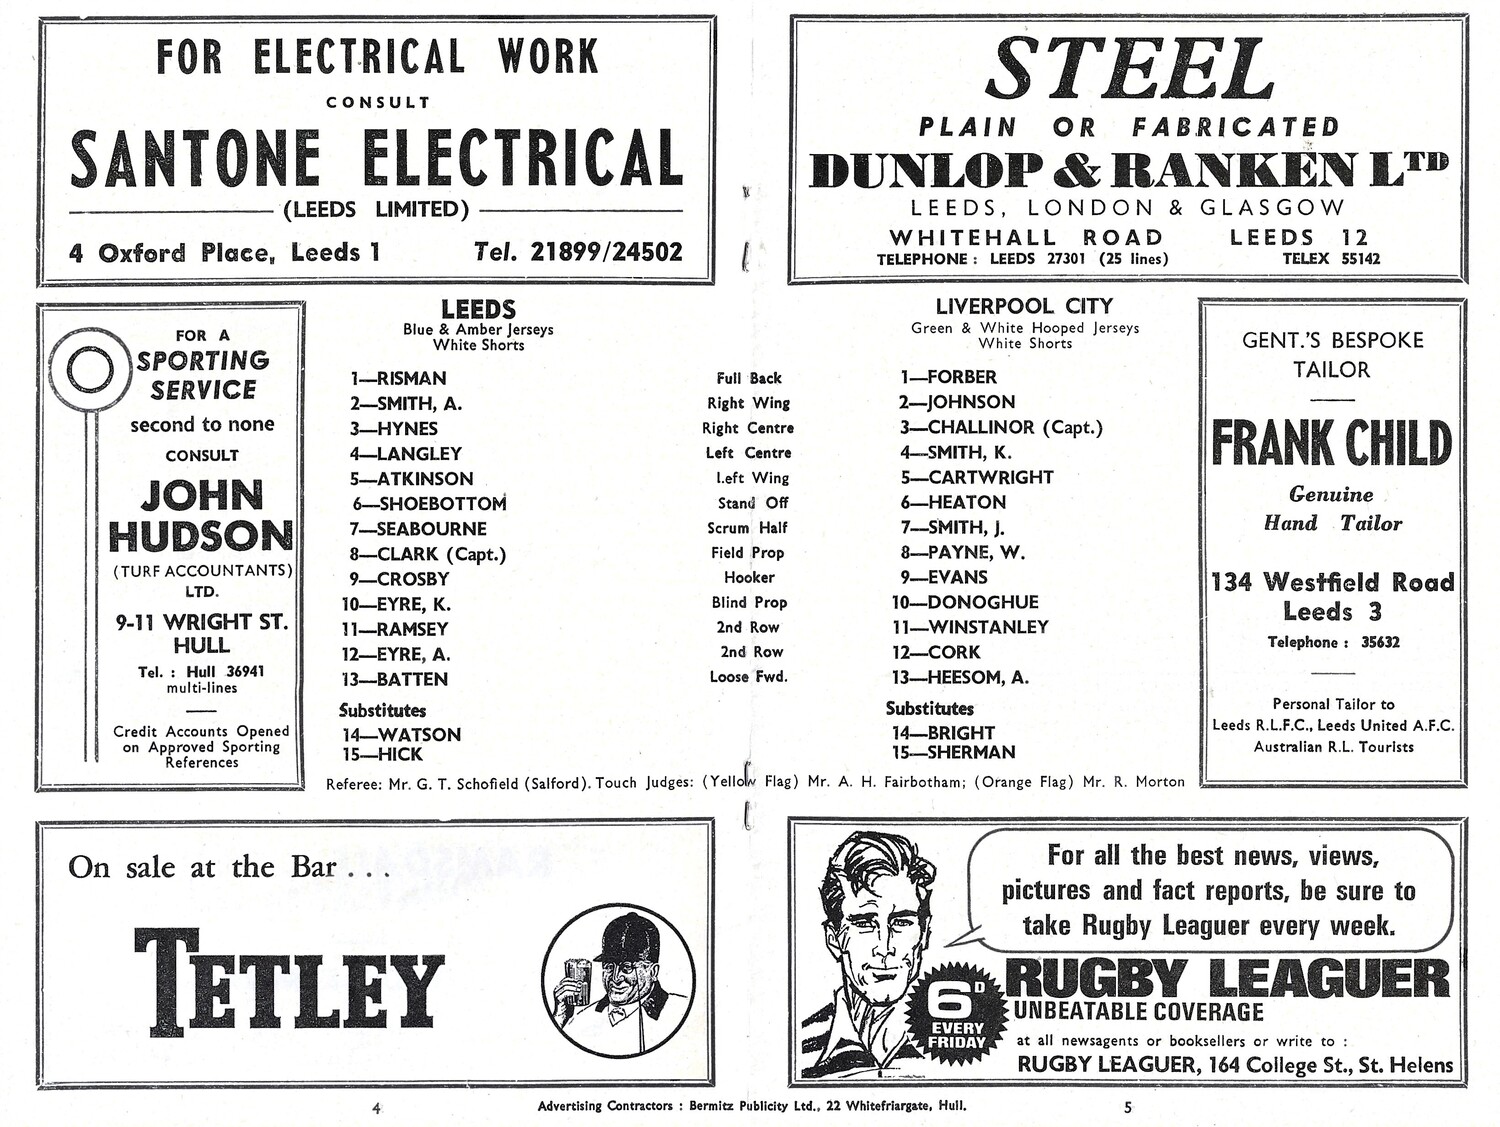 FOR ELECTRICAL WORK
CONSULT
SANTONE ELECTRICAL
(LEEDS LIMITED)
4 Oxford Place, Leeds 1 Tel. 21899/24502
STEEL
PLAIN OR FABRICATED
DUNLOP & RANKEN LTD
LEEDS, LONDON & GLASGOW
WHITEHALL ROAD LEEDS 12
TELEPHONE : LEEDS 27301 (25 lines) TELEX 55142
FOR A
SPORTING
SERVICE
second to none
CONSULT
JOHN
HUDSON
(TURF ACCOUNTANTS)
LTD.
9-11 WRIGHT ST.
HULL
Tel. : Hull 36941
multi-lines
Credit Accounts Opened
on Approved Sporting
References
LEEDS
Blue & Amber Jerseys
White Shorts
1—RISMAN
2—SMITH, A.
3—HYNES
4—LANGLEY
5—ATKINSON
6—SHOEBOTTOM
7—SEABOURNE
8—CLARK (Capt.)
9—CROSBY
10—EYRE, K.
11—RAMSEY
12—EYRE, A.
13—BATTEN
Substitutes
14—WATSON
15—HICK
Full Back
Right Wing
Right Centre
Left Centre
Left Wing
Stand Off
Scrum Half
Field Prop
Hooker
Blind Prop
2nd Row
2nd Row
Loose Fwd.
LIVERPOOL CITY
Green & White Hooped Jerseys
White Shorts
1—FORBER
2—JOHNSON
3—CHALLINOR (Capt.)
4—SMITH, K.
5—CARTWRIGHT
6—HEATON
7—SMITH, J.
8—PAYNE, W.
9—EVANS
10—DONOGHUE
11—WINSTANLEY
12—CORK
13—HEESOM, A.
Substitutes
14—BRIGHT
15—SHERMAN
Referee: Mr. G. T. Schofield (Salford). Touch Judges: (Yellow Flag) Mr. A. H. Fairbotham; (Orange Flag) Mr. R. Morton
GENT.'S BESPOKE
TAILOR
FRANK CHILD
Genuine
Hand Tailor
134 Westfield Road
Leeds 3
Telephone : 35632
Personal Tailor to
Leeds R.L.F.C., Leeds United A.F.C.
Australian R.L. Tourists
On sale at the Bar . . .
TETLEY
For all the best news, views,
pictures and fact reports, be sure to
take Rugby Leaguer every week.
6D
EVERY
FRIDAY
RUGBY LEAGUER
UNBEATABLE COVERAGE
at all newsagents or booksellers or write to :
RUGBY LEAGUER, 164 College St., St. Helens
4 Advertising Contractors : Bermitz Publicity Ltd., 22 Whitefriargate, Hull. 5